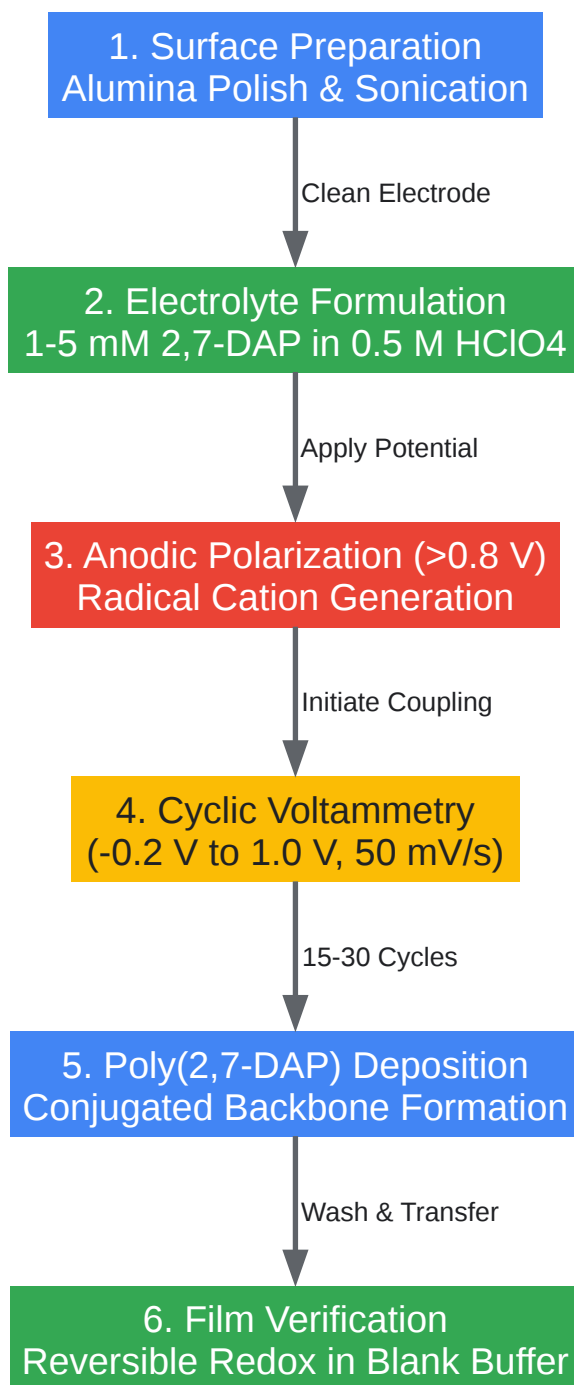 1. Surface Preparation
Alumina Polish & Sonication
Clean Electrode
2. Electrolyte Formulation
1-5 mM 2,7-DAP in 0.5 M HClO4
Apply Potential
3. Anodic Polarization (>0.8 V)
Radical Cation Generation
Initiate Coupling
4. Cyclic Voltammetry
(-0.2 V to 1.0 V, 50 mV/s)
15-30 Cycles
5. Poly(2,7-DAP) Deposition
Conjugated Backbone Formation
Wash & Transfer
6. Film Verification
Reversible Redox in Blank Buffer